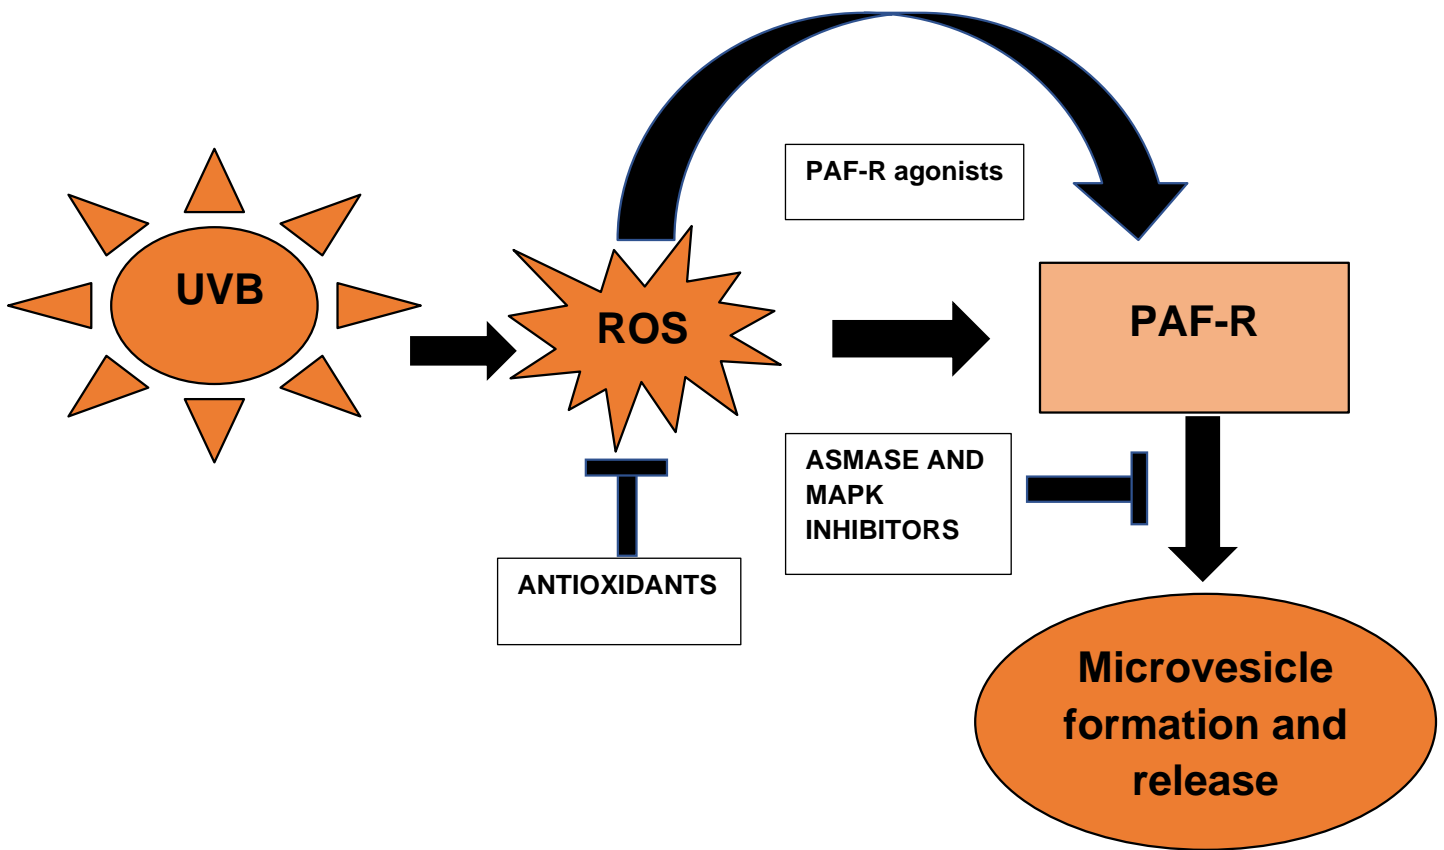 PAF-R agonists
UVB
ROS
PAF-R
ASMASE AND
MAPK
INHIBITORS
ANTIOXIDANTS
Microvesicle
formation and
release